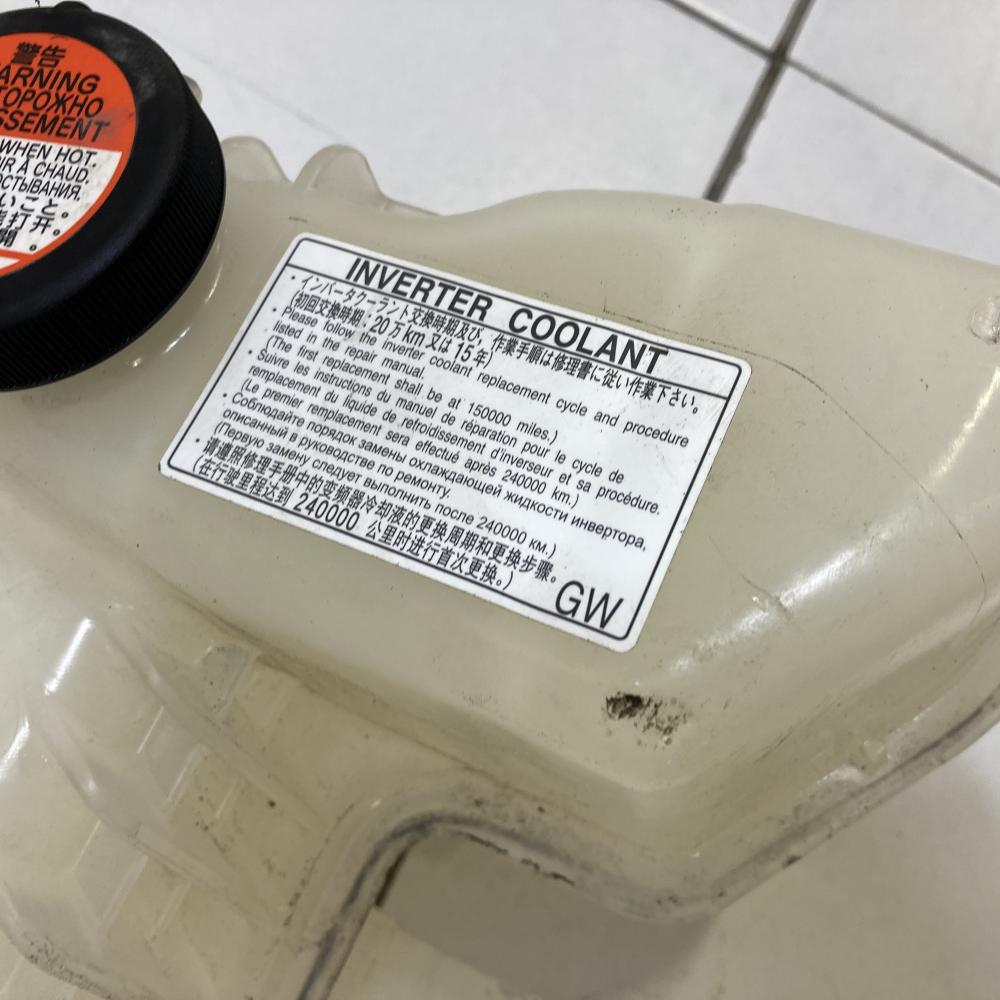 警告
ARNING
ТОРОЖНО
SSEMENT
WHEN HOT.
IR À CHAUD.
いこと。
打开。
開。
INVERTER COOLANT
・インバータクーラント交換時期及び、作業手順は修理書に従い作業下さい。
(初回交換時期:20万km又は15年)
・Please follow the inverter coolant replacement cycle and procedure
listed in the repair manual.
(The first replacement shall be at 150000 miles.)
・Suivre les instructions du manuel de réparation pour le cycle de
remplacement du liquide de refroidissement d'inverseur et sa procédure.
(Le premier remplacement sera effectué après 240000 km.)
・Соблюдайте порядок замены охлаждающей жидкости инвертора,
описанный в руководстве по ремонту.
(Первую замену следует выполнить после 240000 км.)
・请遵照修理手册中的变频器冷却液的更换周期和更换步骤。
(在行驶里程达到 240000 公里时进行首次更换。)
GW